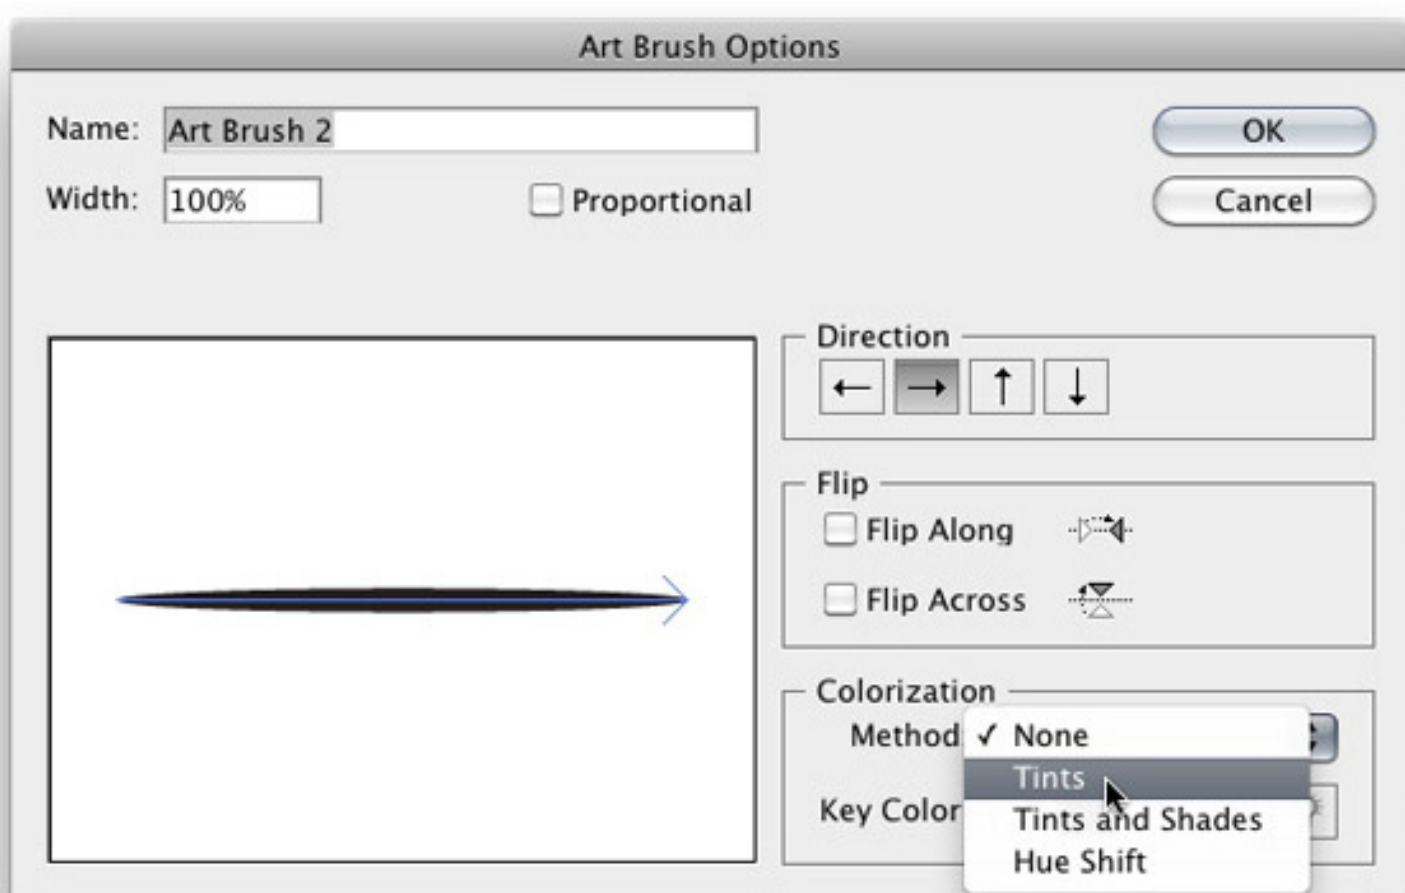 Art Brush Options
Name: Art Brush 2
OK
Width: 100%
Proportional
Cancel
Direction
Flip
Flip Along
Flip Across
Colorization
Method ✓ None
Tints
Key Color
Tints and Shades
Hue Shift